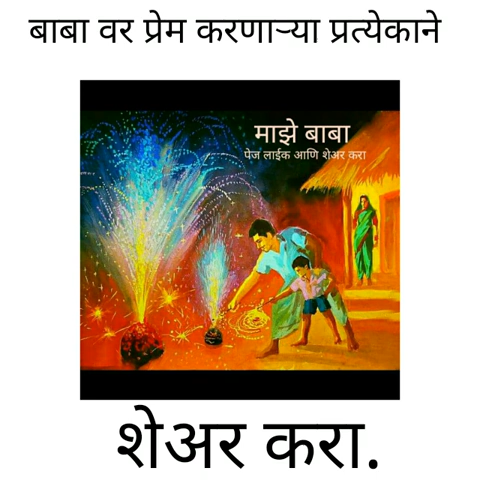 बाबा वर प्रेम करणाऱ्या प्रत्येकाने
माझे बाबा
पेज लाईक आणि शेअर करा
शेअर करा.